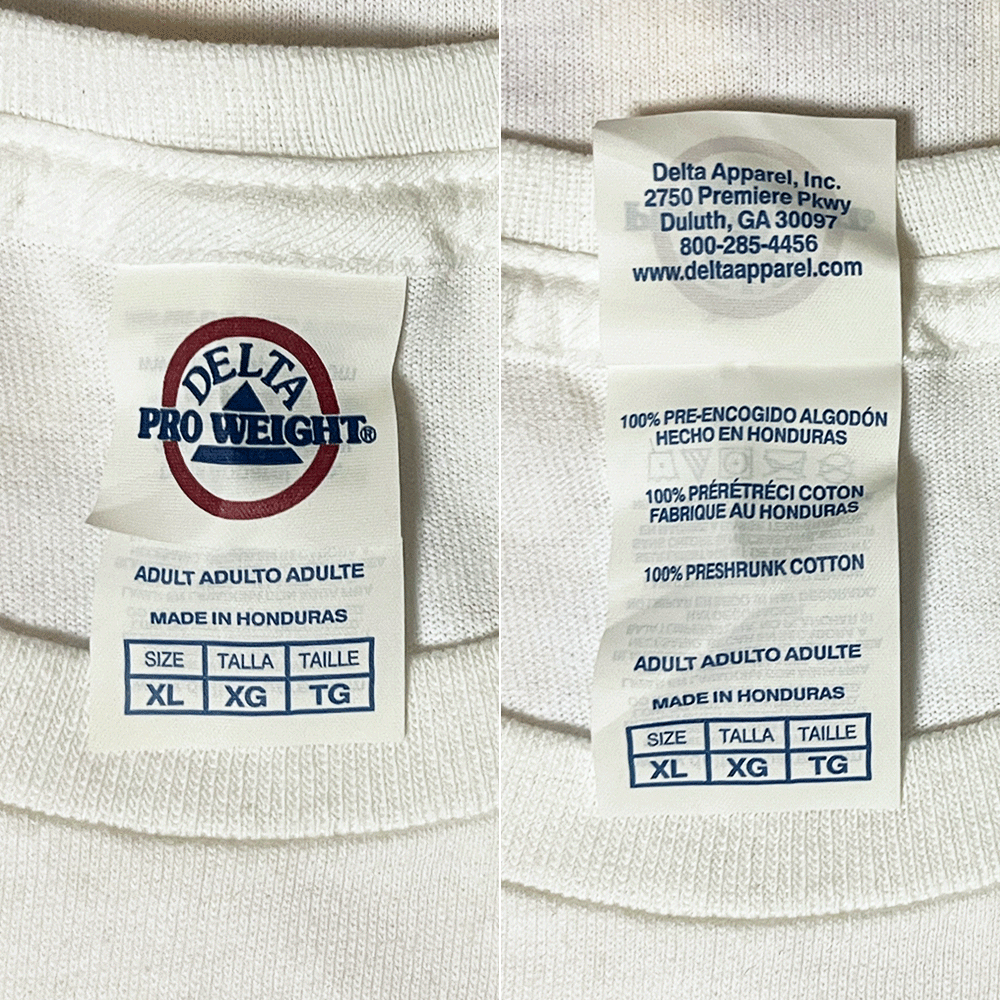 DELTA
PRO WEIGHT®
ADULT ADULTO ADULTE
MADE IN HONDURAS
SIZE TALLA TAILLE
XL XG TG
Delta Apparel, Inc.
2750 Premiere Pkwy
Duluth, GA 30097
800-285-4456
www.deltaapparel.com
100% PRE-ENCOGIDO ALGODÓN
HECHO EN HONDURAS
100% PRÉRÉTRÉCI COTON
FABRIQUE AU HONDURAS
100% PRESHRUNK COTTON
ADULT ADULTO ADULTE
MADE IN HONDURAS
SIZE TALLA TAILLE
XL XG TG